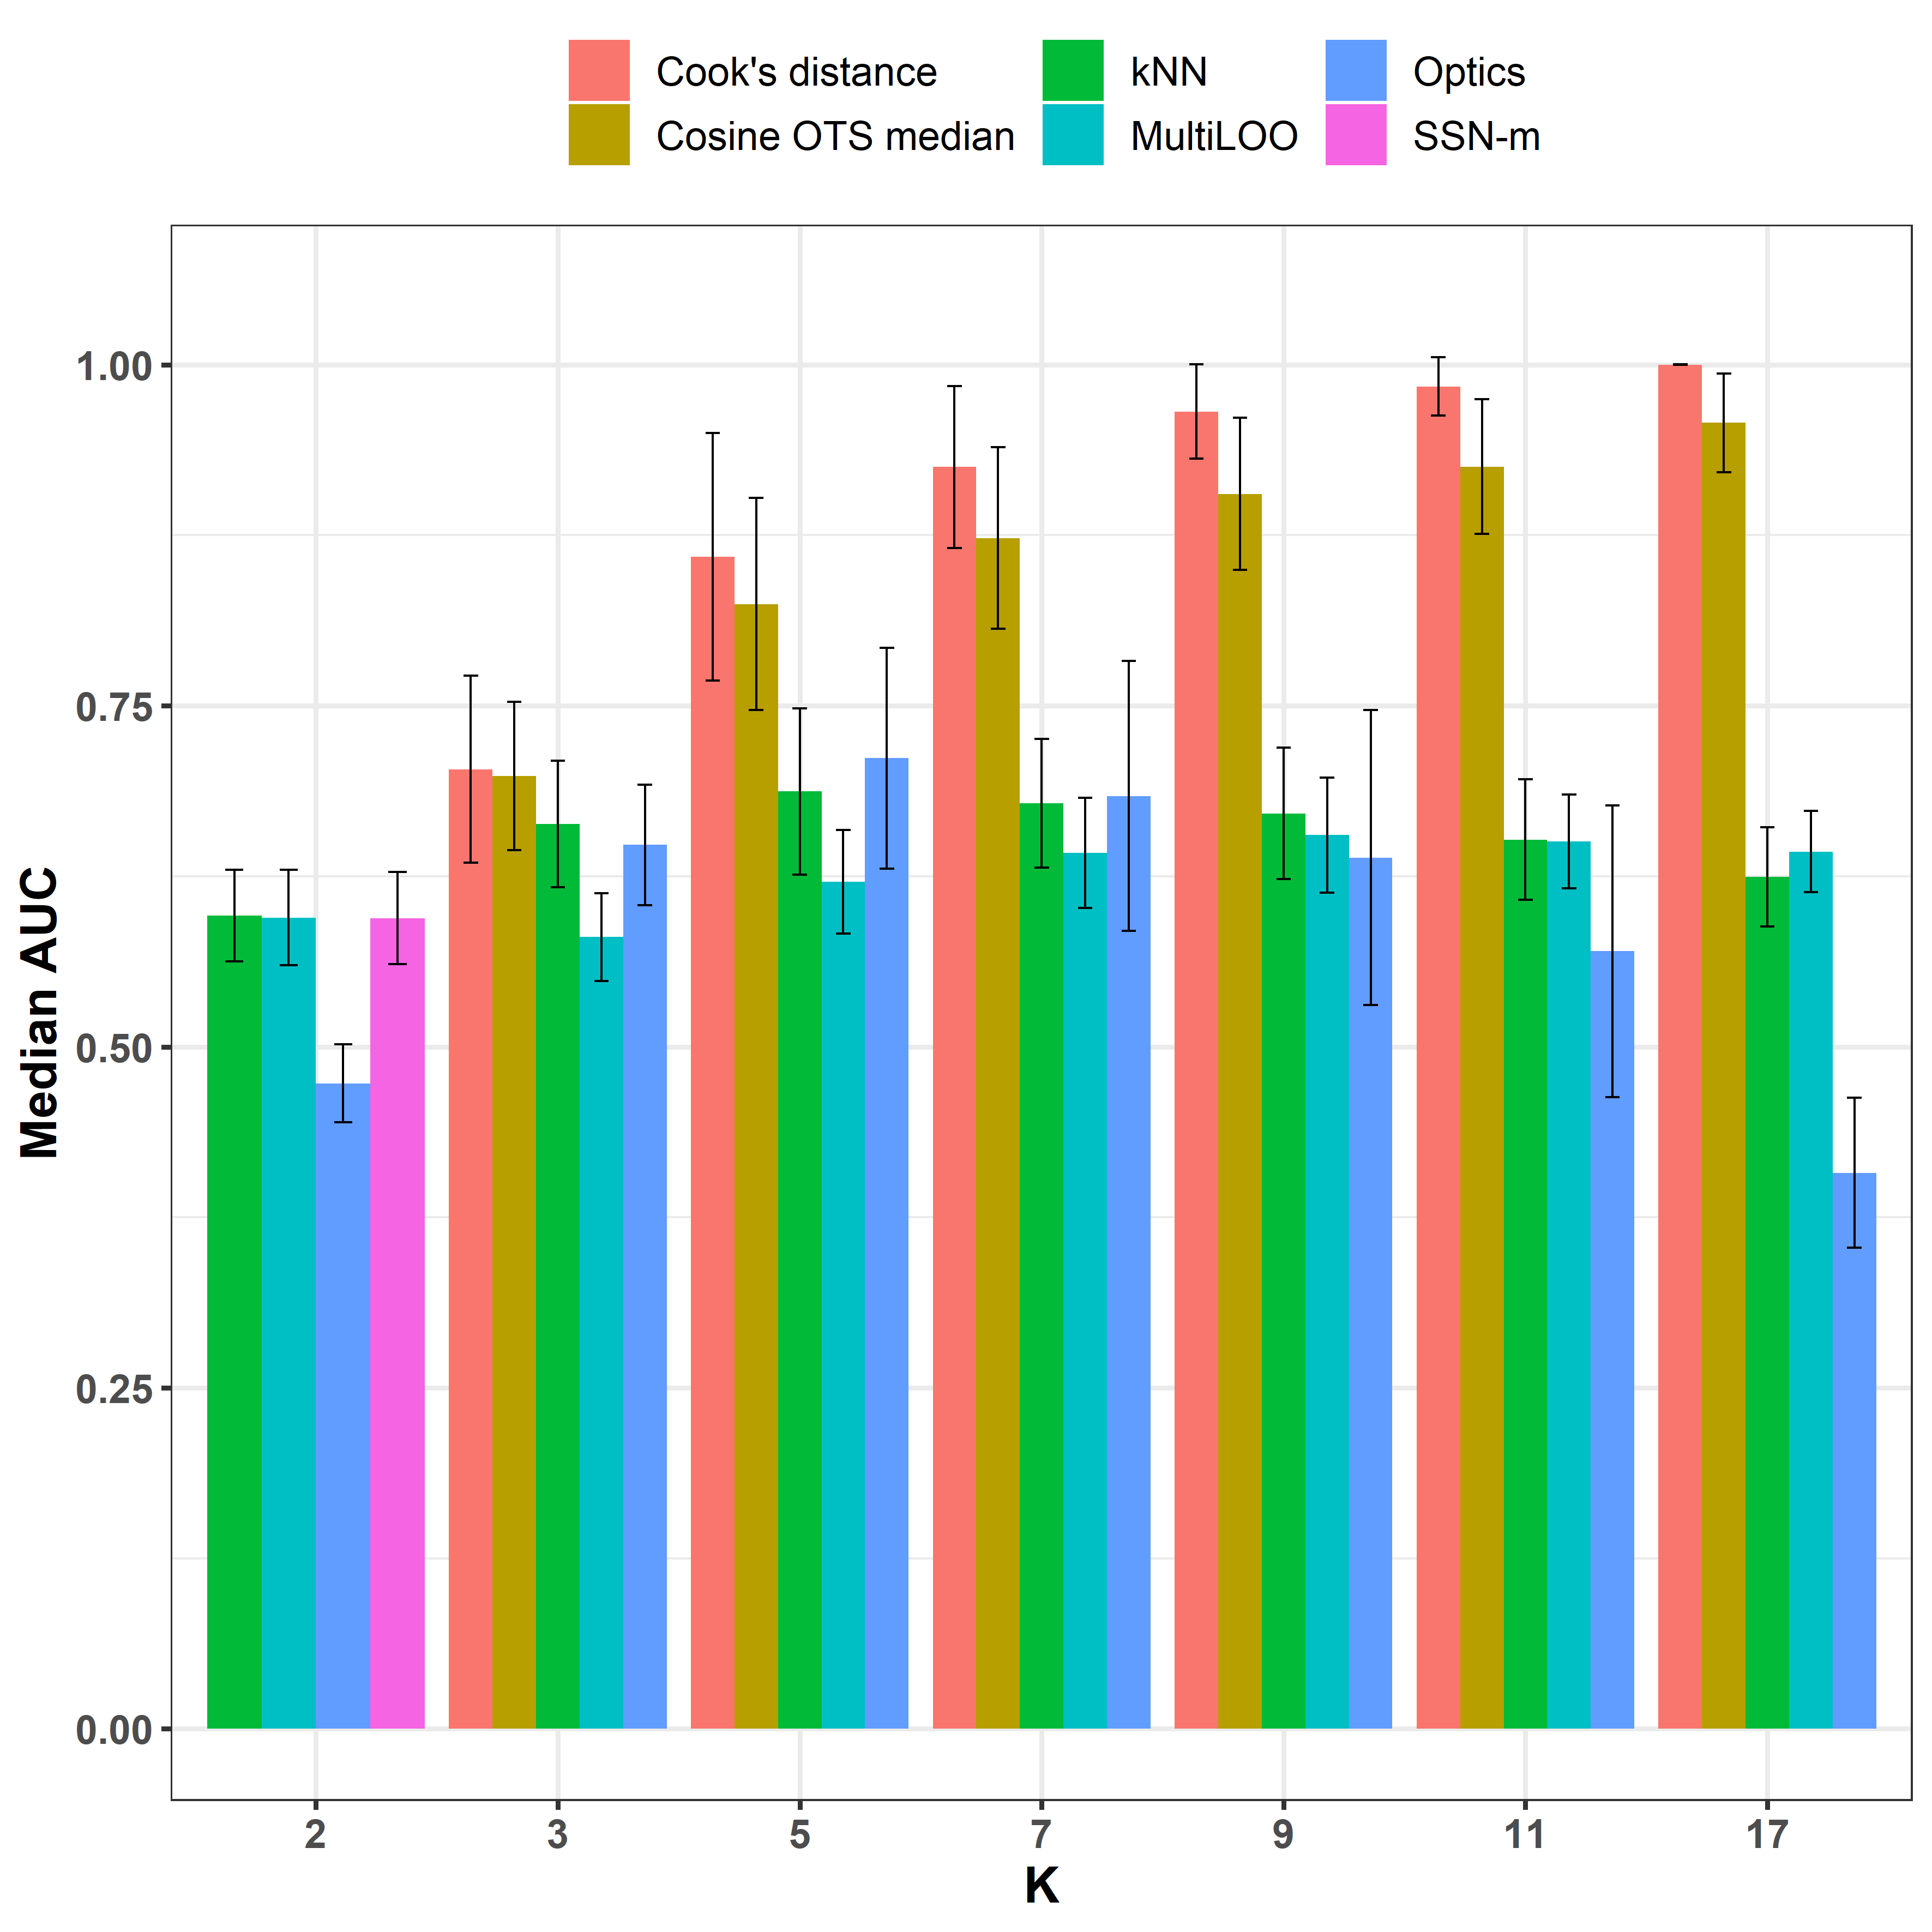 Cook's distance kNN Optics
Cosine OTS median MultiLOO SSN-m
1.00
0.75
0.50
0.25
0.00
Median AUC
2 3 5 7 9 11 17
K